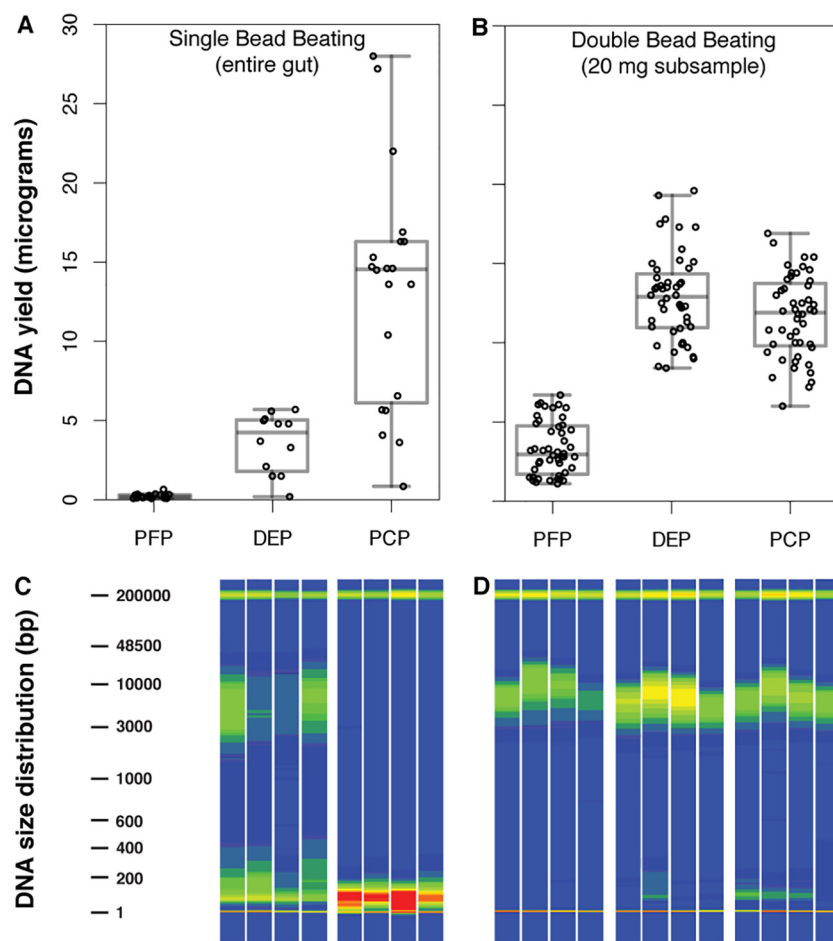 A
Single Bead Beating
(entire gut)
B
Double Bead Beating
(20 mg subsample)
DNA yield (micrograms)
30
25
20
15
10
5
0
PFP
DEP
PCP
PFP
DEP
PCP
C
D
DNA size distribution (bp)
200000
48500
10000
3000
1000
600
400
200
1